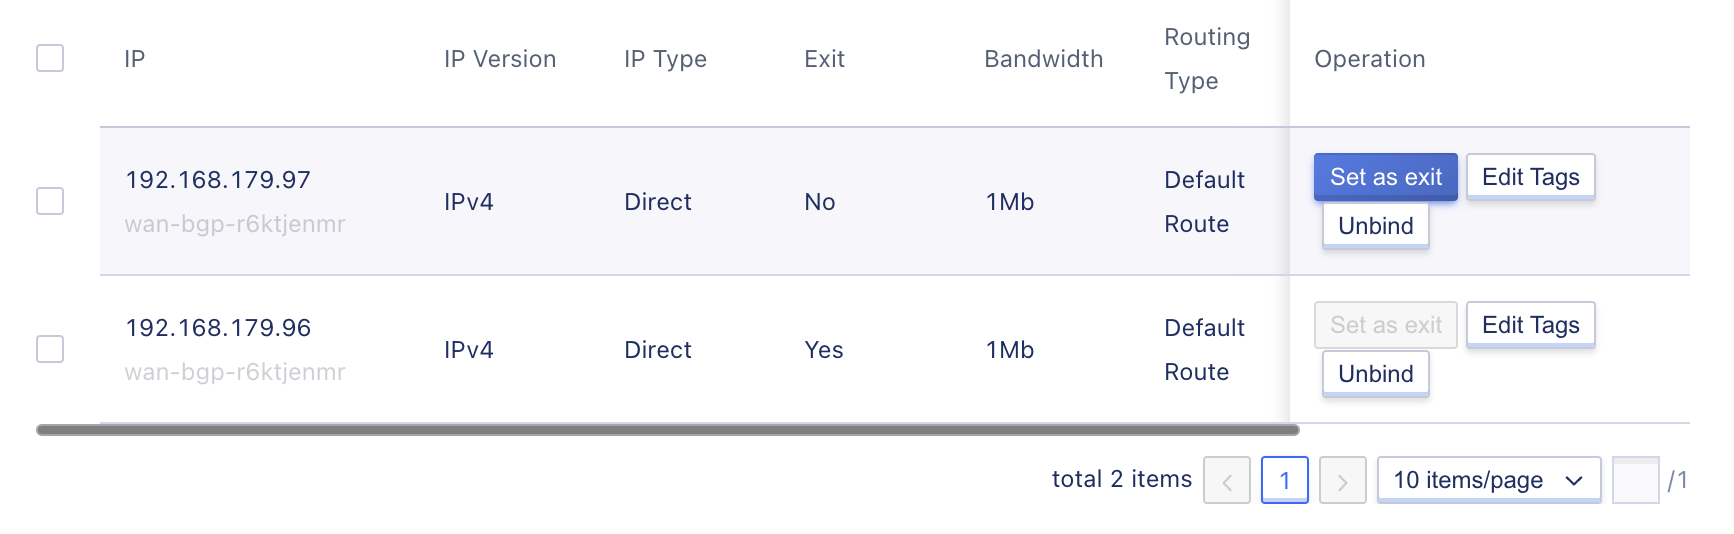 IP IP Version IP Type Exit Bandwidth Routing Type Operation
192.168.179.97
wan-bgp-r6ktjenmr
IPv4 Direct No 1Mb Default Route Set as exit Edit Tags
Unbind
192.168.179.96
wan-bgp-r6ktjenmr
IPv4 Direct Yes 1Mb Default Route Set as exit Edit Tags
Unbind
total 2 items 1 10 items/page /1